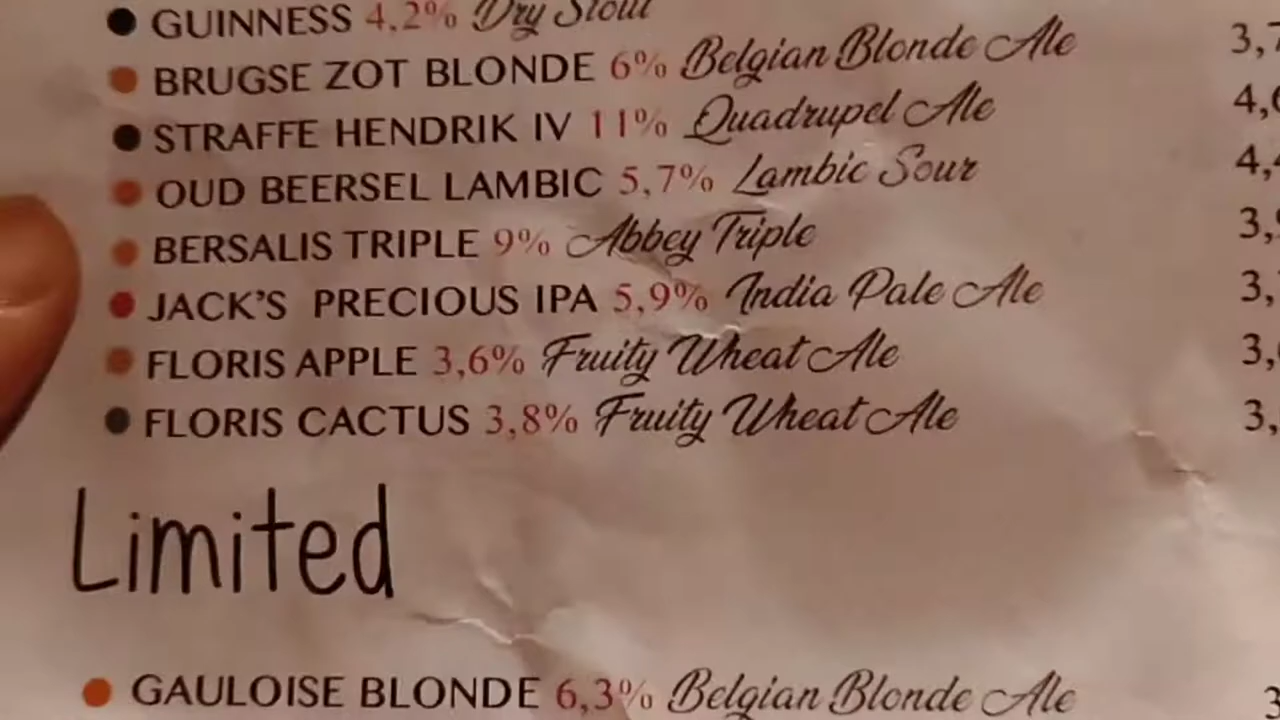 GUINNESS 4,2% Dry Stout
BRUGSE ZOT BLONDE 6% Belgian Blonde Ale
STRAFFE HENDRIK IV 11% Quadrupel Ale
OUD BEERSEL LAMBIC 5,7% Lambic Sour
BERSALIS TRIPLE 9% Abbey Triple
JACK'S PRECIOUS IPA 5,9% India Pale Ale
FLORIS APPLE 3,6% Fruity Wheat Ale
FLORIS CACTUS 3,8% Fruity Wheat Ale
Limited
GAULOISE BLONDE 6,3% Belgian Blonde Ale